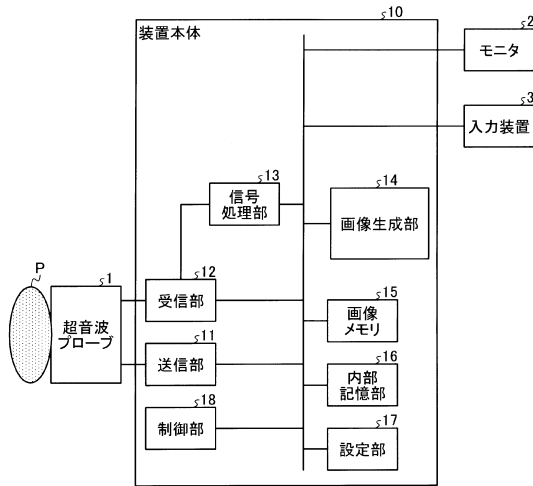 10
装置本体
2
モニタ
3
入力装置
13
信号
処理部
14
画像生成部
P
1
超音波
プローブ
12
受信部
15
画像
メモリ
11
送信部
16
内部
記憶部
18
制御部
17
設定部